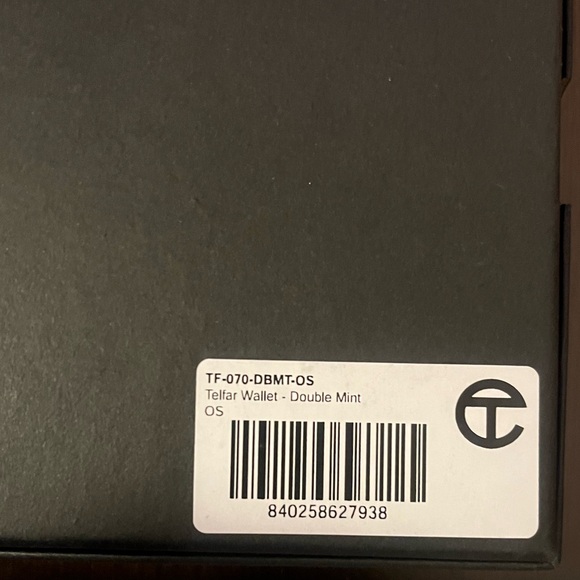 TF-070-DBMT-OS
Telfar Wallet - Double Mint
OS
840258627938